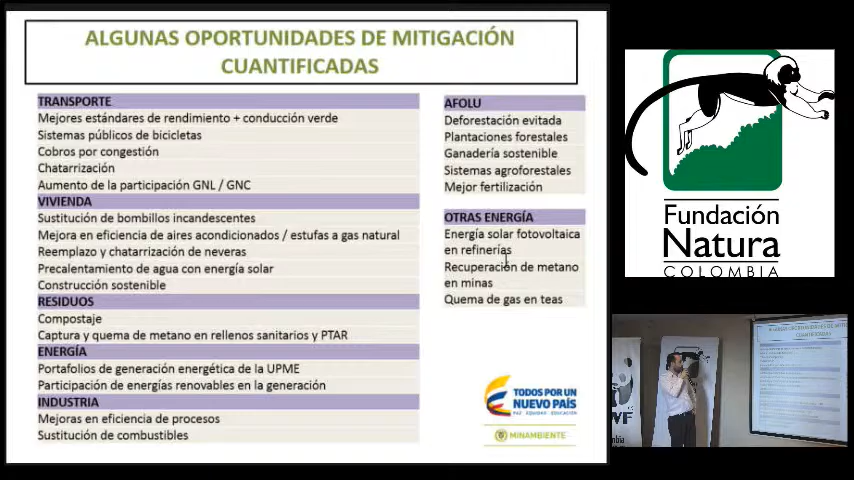 ALGUNAS OPORTUNIDADES DE MITIGACIÓN
CUANTIFICADAS
TRANSPORTE
Mejores estándares de rendimiento + conducción verde
Sistemas públicos de bicicletas
Cobros por congestión
Chatarrización
Aumento de la participación GNL / GNC
VIVIENDA
Sustitución de bombillos incandescentes
Mejora en eficiencia de aires acondicionados / estufas a gas natural
Reemplazo y chatarrización de neveras
Precalentamiento de agua con energía solar
Construcción sostenible
RESIDUOS
Compostaje
Captura y quema de metano en rellenos sanitarios y PTAR
ENERGÍA
Portafolios de generación energética de la UPME
Participación de energías renovables en la generación
INDUSTRIA
Mejoras en eficiencia de procesos
Sustitución de combustibles
AFOLU
Deforestación evitada
Plantaciones forestales
Ganadería sostenible
Sistemas agroforestales
Mejor fertilización
OTRAS ENERGÍA
Energía solar fotovoltaica
en refinerías
Recuperación de metano
en minas
Quema de gas en teas
TODOS POR UN
NUEVO PAÍS
PAZ EQUIDAD EDUCACIÓN
MINAMBIENTE
Fundación
Natura
COLOMBIA